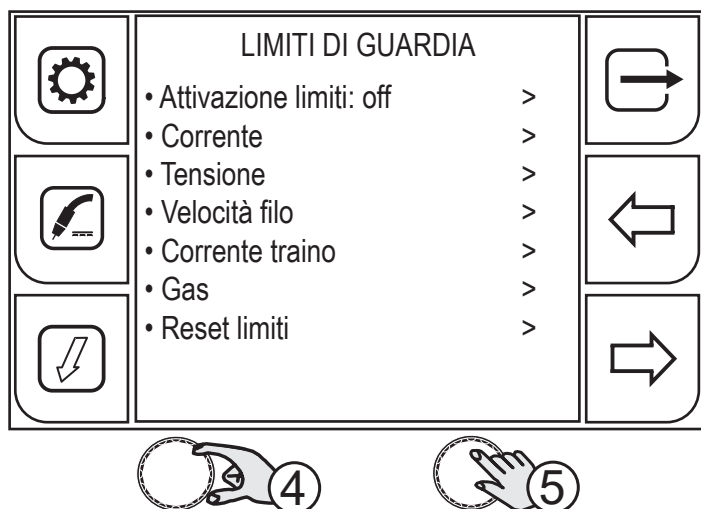 LIMITI DI GUARDIA
• Attivazione limiti: off >
• Corrente >
• Tensione >
• Velocità filo >
• Corrente traino >
• Gas >
• Reset limiti >
4 5